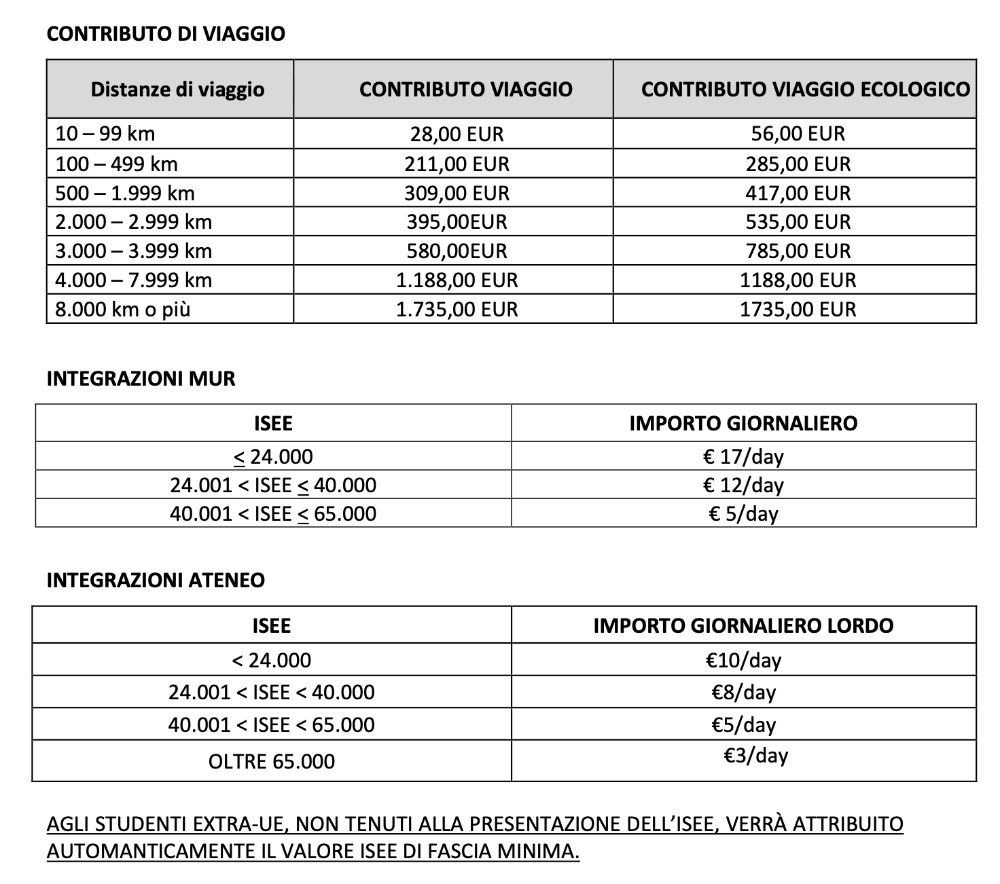 CONTRIBUTO DI VIAGGIO
Distanze di viaggio CONTRIBUTO VIAGGIO CONTRIBUTO VIAGGIO ECOLOGICO
10 – 99 km 28,00 EUR 56,00 EUR
100 – 499 km 211,00 EUR 285,00 EUR
500 – 1.999 km 309,00 EUR 417,00 EUR
2.000 – 2.999 km 395,00EUR 535,00 EUR
3.000 – 3.999 km 580,00EUR 785,00 EUR
4.000 – 7.999 km 1.188,00 EUR 1188,00 EUR
8.000 km o più 1.735,00 EUR 1735,00 EUR
INTEGRAZIONI MUR
ISEE IMPORTO GIORNALIERO
≤ 24.000 € 17/day
24.001 < ISEE ≤ 40.000 € 12/day
40.001 < ISEE ≤ 65.000 € 5/day
INTEGRAZIONI ATENEO
ISEE IMPORTO GIORNALIERO LORDO
< 24.000 €10/day
24.001 < ISEE < 40.000 €8/day
40.001 < ISEE < 65.000 €5/day
OLTRE 65.000 €3/day
AGLI STUDENTI EXTRA-UE, NON TENUTI ALLA PRESENTAZIONE DELL’ISEE, VERRÀ ATTRIBUITO
AUTOMANTICAMENTE IL VALORE ISEE DI FASCIA MINIMA.